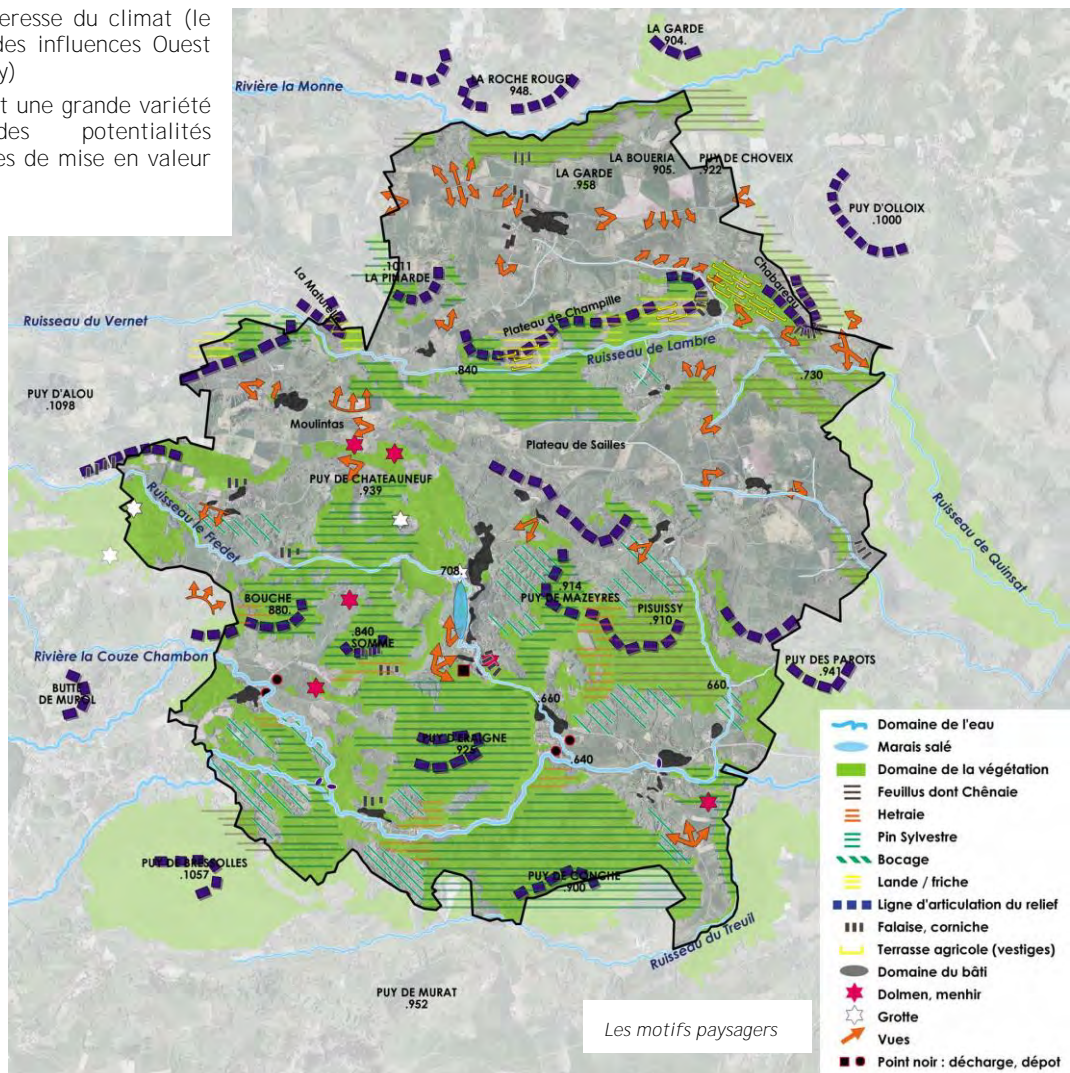 eresse du climat (le
des influences Ouest
y)
t une grande variété
des potentialités
es de mise en valeur
LA GARDE
904.
Rivière la Monne
LA ROCHE ROUGE
948.
LA BOUERIA
905.
PUY DE CHOVEIX
.922
LA GARDE
.958
PUY D'OLLOIX
.1000
.1011
LA PINARDE
La Matur
Chabareau
Plateau de Champille
Ruisseau du Vernet
Ruisseau de Lambre
.840
.730
PUY D'ALOU
.1098
Moulintas
Plateau de Sailles
PUY DE CHATEAUNEUF
.939
Ruisseau le Fredet
Ruisseau de Quinsat
708.
.914
PUY DE MAZEYRES
BOUCHE
880.
PISUISSY
.910
.840
SOMME
Rivière la Couze Chambon
PUY DES PAROTS
.941
BUTTE
DE MUROL
.660
660.
PUY D'ERAIGNE
.925
.640
PUY DE BRESSOLLES
.1057
PUY DE CONCHE
.900
Ruisseau du Treuil
PUY DE MURAT
.952
Les motifs paysagers
Domaine de l'eau
Marais salé
Domaine de la végétation
Feuillus dont Chênaie
Hetraie
Pin Sylvestre
Bocage
Lande / friche
Ligne d'articulation du relief
Falaise, corniche
Terrasse agricole (vestiges)
Domaine du bâti
Dolmen, menhir
Grotte
Vues
Point noir : décharge, dépot